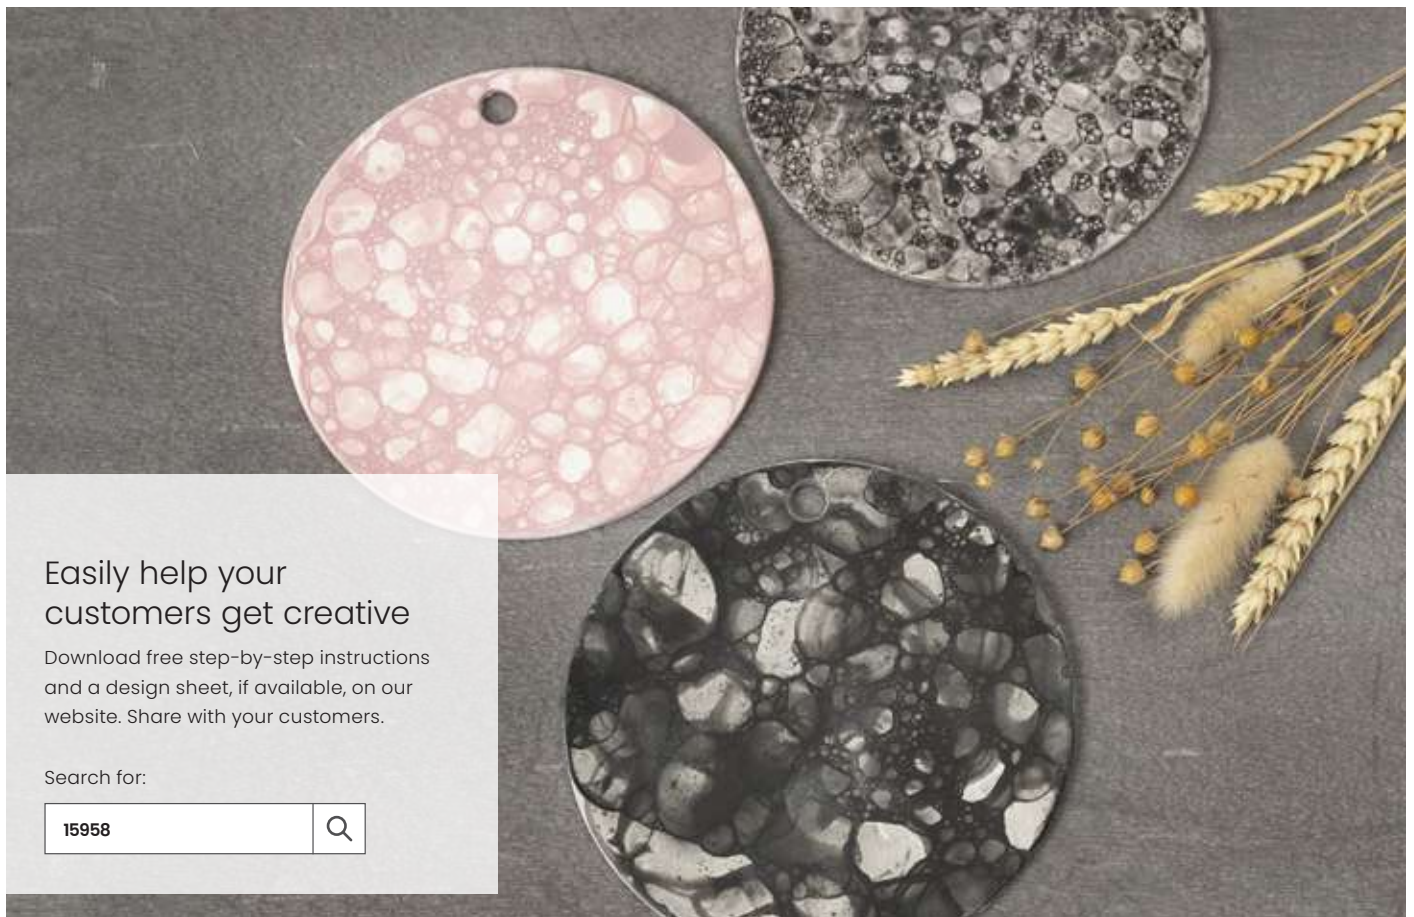 Easily help your
customers get creative
Download free step-by-step instructions
and a design sheet, if available, on our
website. Share with your customers.
Search for:
15958